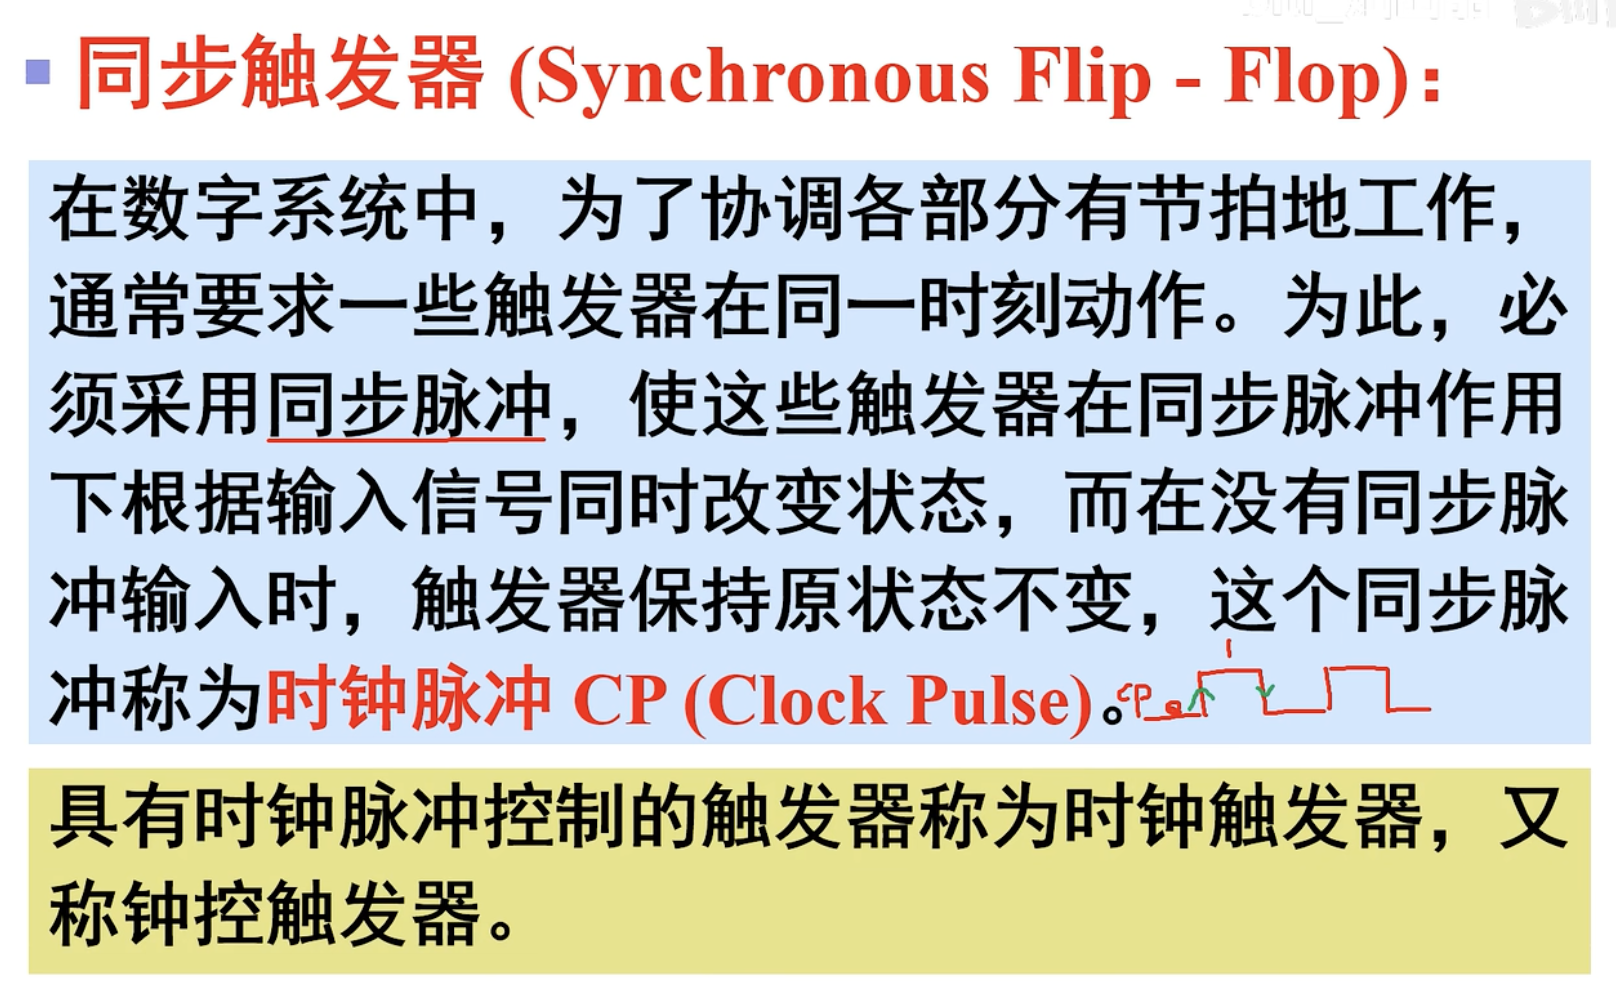 同步触发器 (Synchronous Flip - Flop)：
在数字系统中，为了协调各部分有节拍地工作，
通常要求一些触发器在同一时刻动作。为此，必
须采用同步脉冲，使这些触发器在同步脉冲作用
下根据输入信号同时改变状态，而在没有同步脉
冲输入时，触发器保持原状态不变，这个同步脉
冲称为时钟脉冲 CP (Clock Pulse)。
CP
1
具有时钟脉冲控制的触发器称为时钟触发器，又
称钟控触发器。